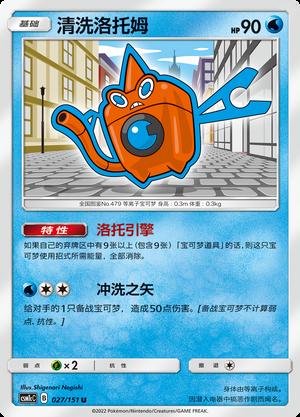 基础 清洗洛托姆 HP 90
全国图鉴No.479 等离子宝可梦 身高：0.3m 体重：0.3kg
特性 洛托引擎
如果自己的弃牌区中有9张以上（包含9张）「宝可梦道具」的话，则这只宝
可梦使用招式所需能量，全部消除。
冲洗之矢
给对手的1只备战宝可梦，造成50点伤害。[备战宝可梦不计算弱
点、抗性。]
弱点 ×2 抗性 撤退
Illus.Shigenori Negishi
027/151 U
身体由等离子构成。
因潜入电器中搞恶作剧而闻名。
©2022 Pokémon/Nintendo/Creatures/GAME FREAK.